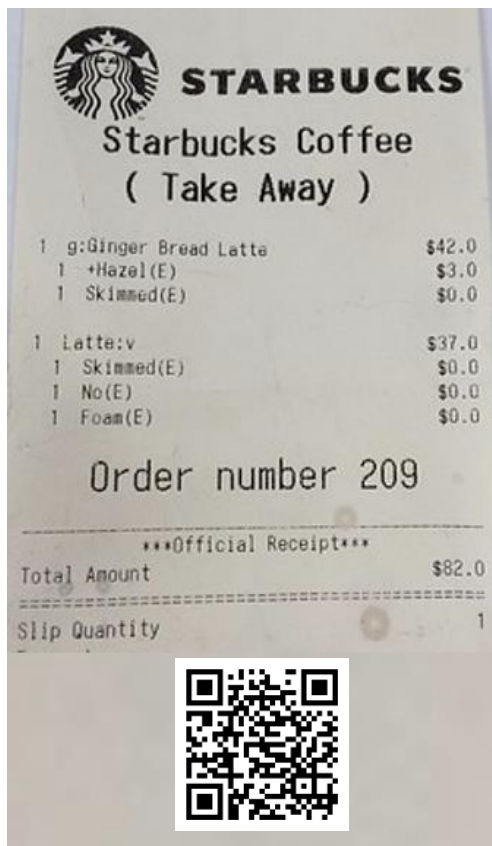 STARBUCKS
Starbucks Coffee
( Take Away )
1 g:Ginger Bread Latte $42.0
1 +Hazel(E) $3.0
1 Skimmed(E) $0.0
1 Latte:v $37.0
1 Skimmed(E) $0.0
1 No(E) $0.0
1 Foam(E) $0.0
Order number 209
***Official Receipt***
Total Amount $82.0
Slip Quantity 1